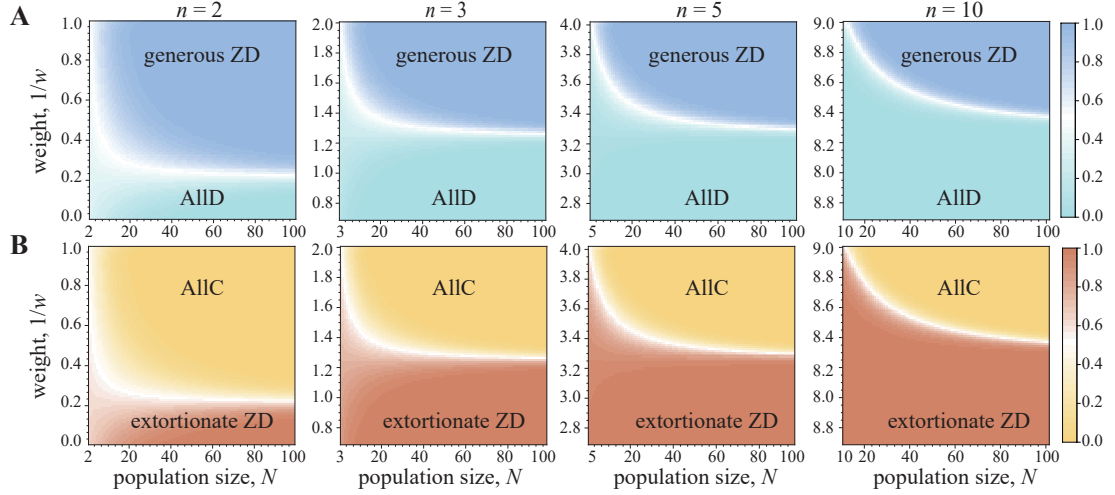 A
n = 2
n = 3
n = 5
n = 10
weight, 1/w
1.0
0.8
0.6
0.4
0.2
0.0
generous ZD
AllD
2 20 40 60 80 100
2.0
1.8
1.6
1.4
1.2
1.0
0.8
generous ZD
AllD
3 20 40 60 80 100
4.0
3.8
3.6
3.4
3.2
3.0
2.8
generous ZD
AllD
5 20 40 60 80 100
9.0
8.8
8.6
8.4
8.2
8.0
8.8
generous ZD
AllD
10 20 40 60 80 100
1.0
0.8
0.6
0.4
0.2
0.0
B
weight, 1/w
1.0
0.8
0.6
0.4
0.2
0.0
AllC
extortionate ZD
2 20 40 60 80 100
population size, N
2.0
1.8
1.6
1.4
1.2
1.0
0.8
AllC
extortionate ZD
3 20 40 60 80 100
population size, N
4.0
3.8
3.6
3.4
3.2
3.0
2.8
AllC
extortionate ZD
5 20 40 60 80 100
population size, N
9.0
8.8
8.6
8.4
8.2
8.0
8.8
AllC
extortionate ZD
10 20 40 60 80 100
population size, N
1.0
0.8
0.6
0.4
0.2
0.0